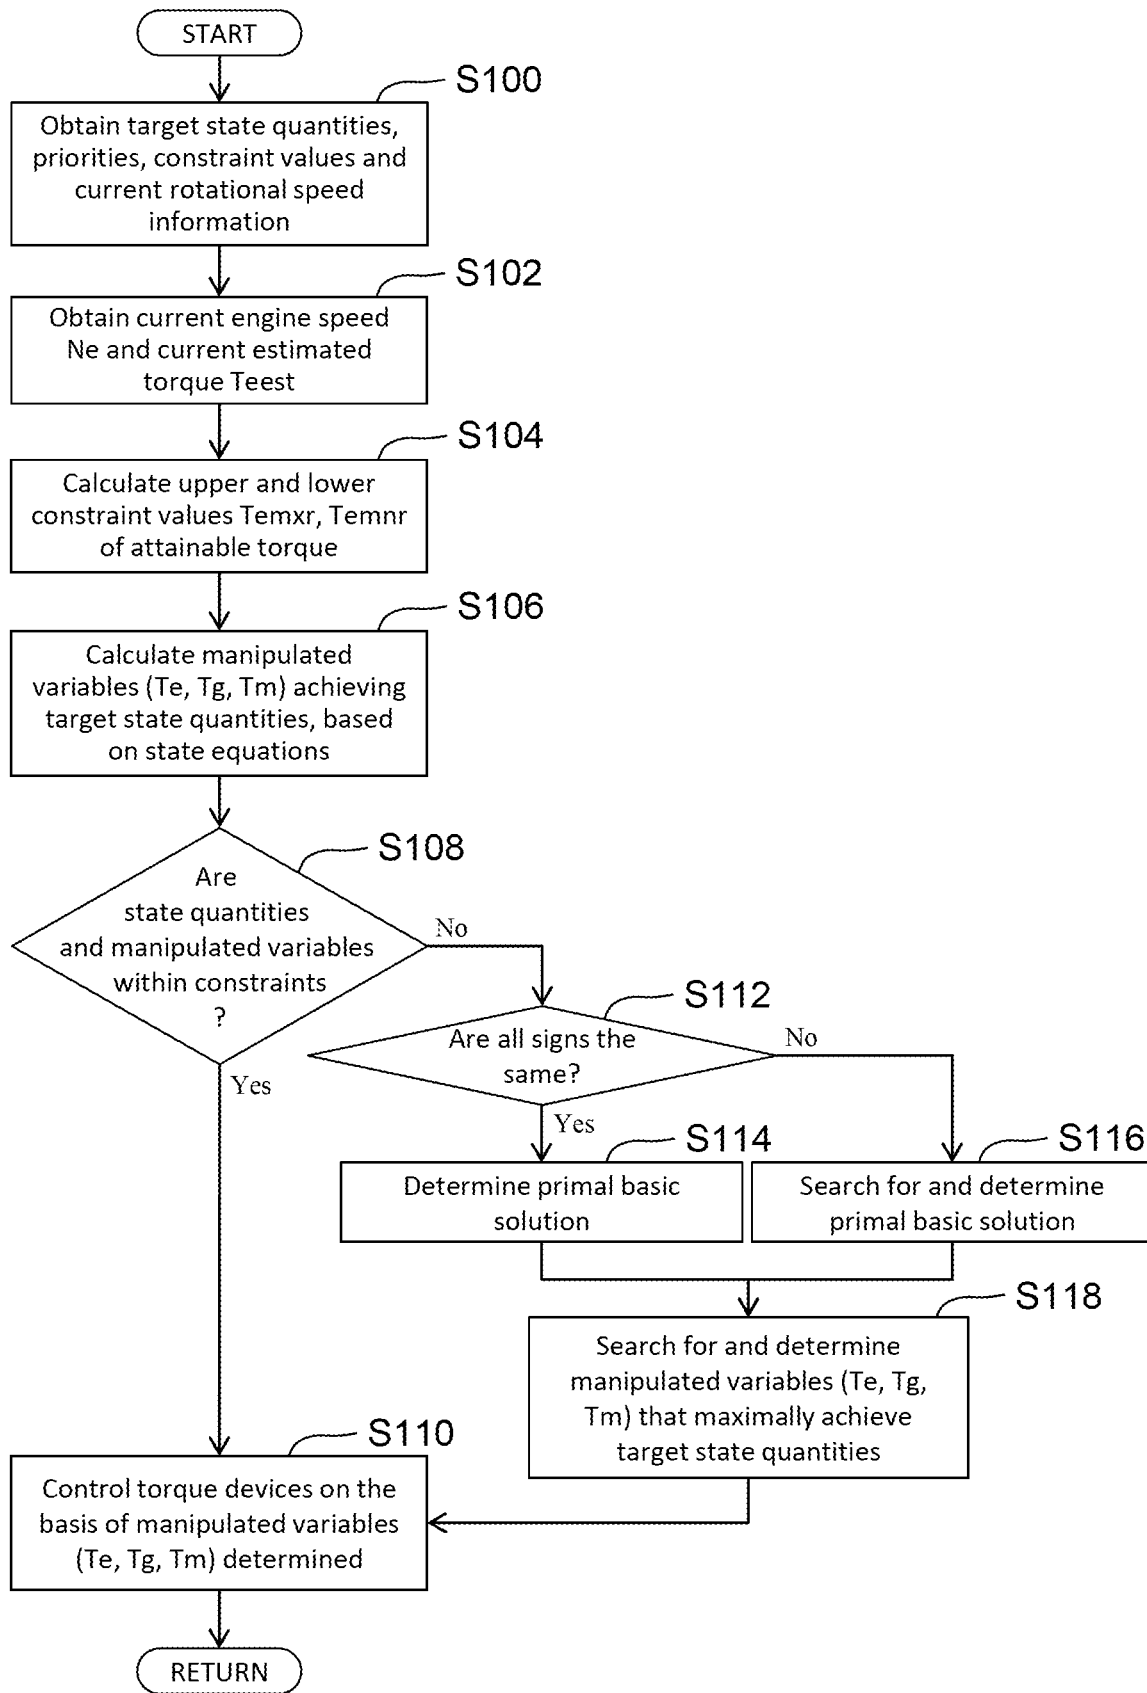 START
S100
Obtain target state quantities,
priorities, constraint values and
current rotational speed
information
S102
Obtain current engine speed
Ne and current estimated
torque Teest
S104
Calculate upper and lower
constraint values Temxr, Temnr
of attainable torque
S106
Calculate manipulated
variables (Te, Tg, Tm) achieving
target state quantities, based
on state equations
S108
Are
state quantities
and manipulated variables
within constraints
?
No
Yes
S112
Are all signs the
same?
No
Yes
S114
Determine primal basic
solution
S116
Search for and determine
primal basic solution
S118
Search for and determine
manipulated variables (Te, Tg,
Tm) that maximally achieve
target state quantities
S110
Control torque devices on the
basis of manipulated variables
(Te, Tg, Tm) determined
RETURN